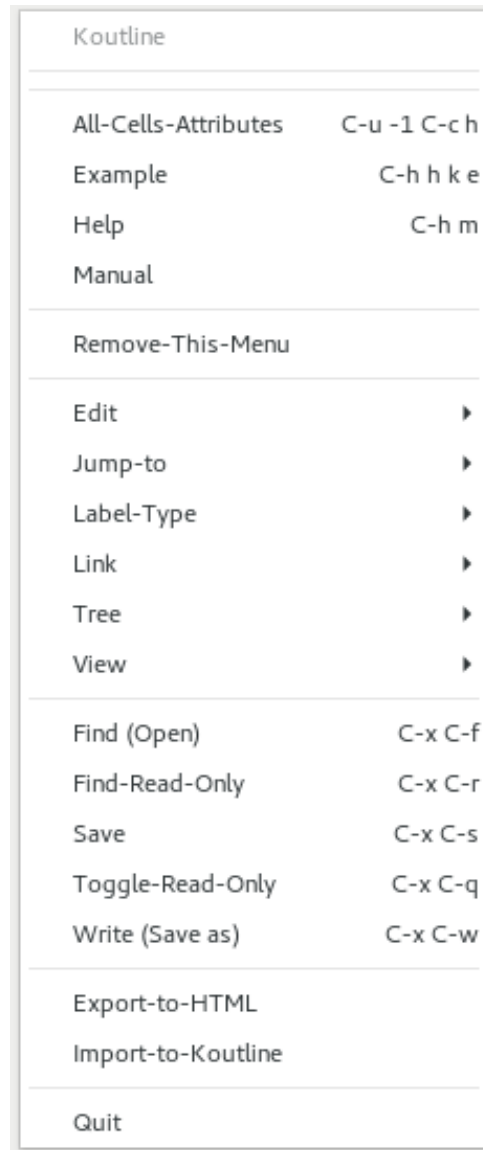 Koutline
All-Cells-Attributes C-u -1 C-c h
Example C-h h k e
Help C-h m
Manual
Remove-This-Menu
Edit
Jump-to
Label-Type
Link
Tree
View
Find (Open) C-x C-f
Find-Read-Only C-x C-r
Save C-x C-s
Toggle-Read-Only C-x C-q
Write (Save as) C-x C-w
Export-to-HTML
Import-to-Koutline
Quit